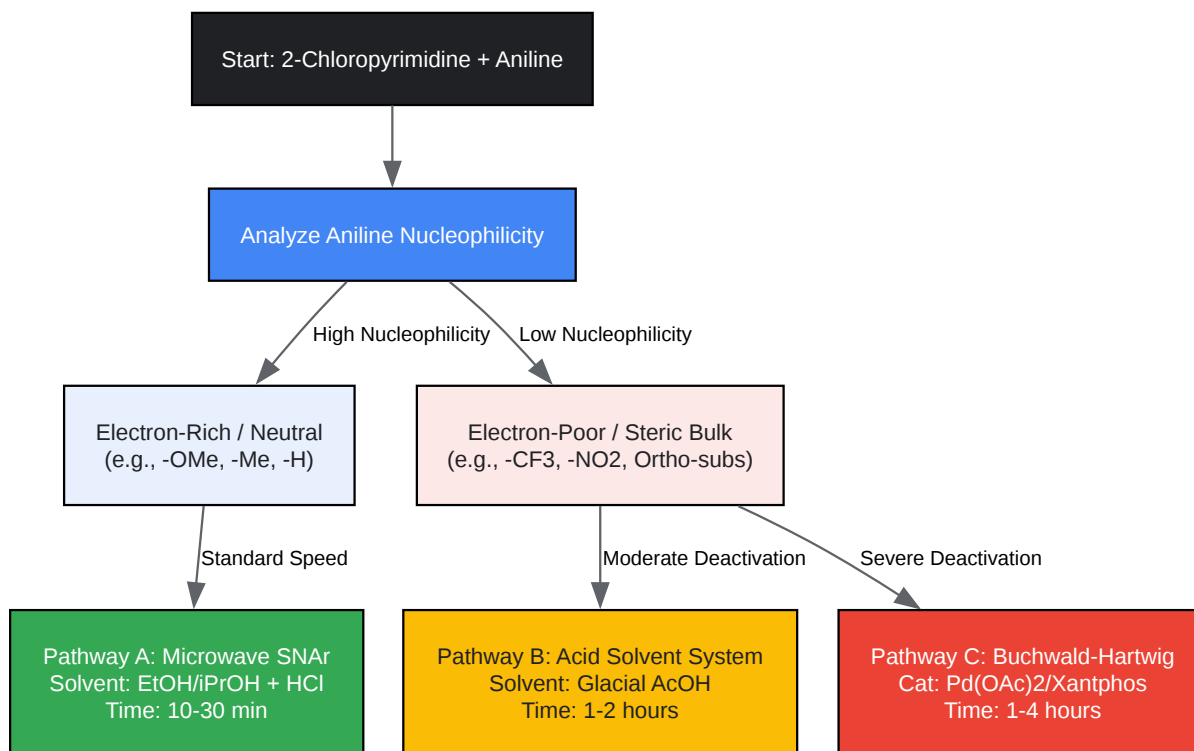 Start: 2-Chloropyrimidine + Aniline
Analyze Aniline Nucleophilicity
High Nucleophilicity
Low Nucleophilicity
Electron-Rich / Neutral
(e.g., -OMe, -Me, -H)
Electron-Poor / Steric Bulk
(e.g., -CF3, -NO2, Ortho-subs)
Standard Speed
Moderate Deactivation
Severe Deactivation
Pathway A: Microwave SNAr
Solvent: EtOH/iPrOH + HCl
Time: 10-30 min
Pathway B: Acid Solvent System
Solvent: Glacial AcOH
Time: 1-2 hours
Pathway C: Buchwald-Hartwig
Cat: Pd(OAc)2/Xantphos
Time: 1-4 hours